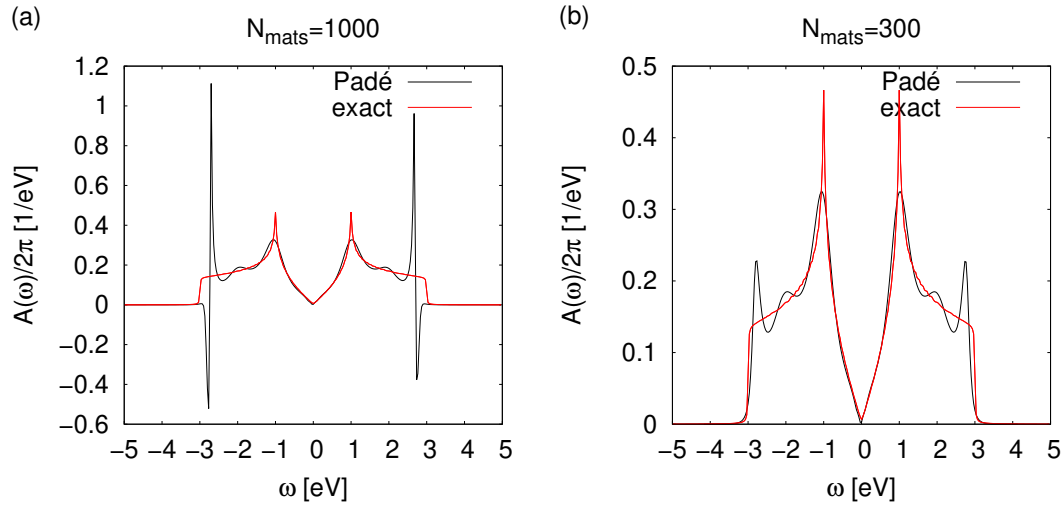 (a)
N_mats=1000
Padé
exact
1.2
1
0.8
0.6
0.4
0.2
0
−0.2
−0.4
−0.6
A(ω)/2π [1/eV]
−5 −4 −3 −2 −1 0 1 2 3 4 5
ω [eV]
(b)
N_mats=300
Padé
exact
0.5
0.4
0.3
0.2
0.1
0
A(ω)/2π [1/eV]
−5 −4 −3 −2 −1 0 1 2 3 4 5
ω [eV]